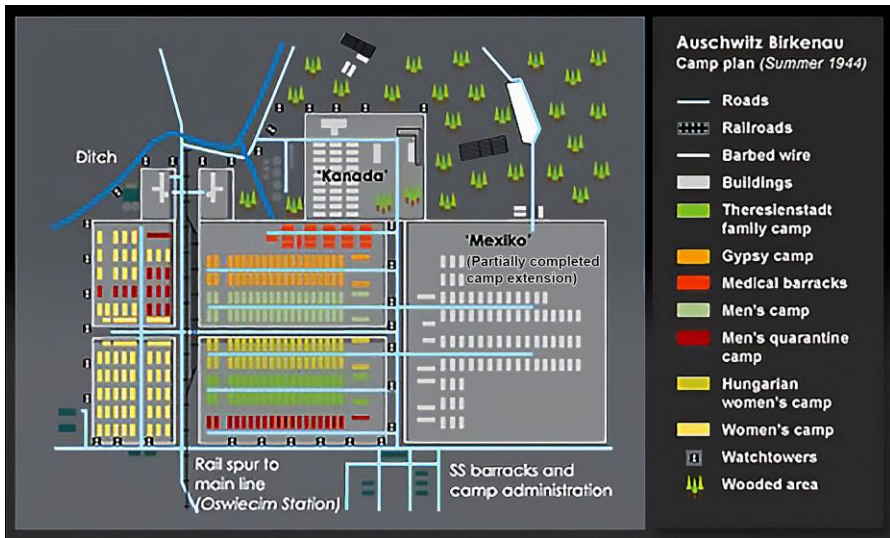 Ditch
'Kanada'
'Mexiko'
(Partially completed
camp extension)
Rail spur to
main line
(Oswiecim Station)
SS barracks and
camp administration
Auschwitz Birkenau
Camp plan (Summer 1944)
Roads
Railroads
Barbed wire
Buildings
Theresienstadt
family camp
Gypsy camp
Medical barracks
Men's camp
Men's quarantine
camp
Hungarian
women's camp
Women's camp
Watchtowers
Wooded area